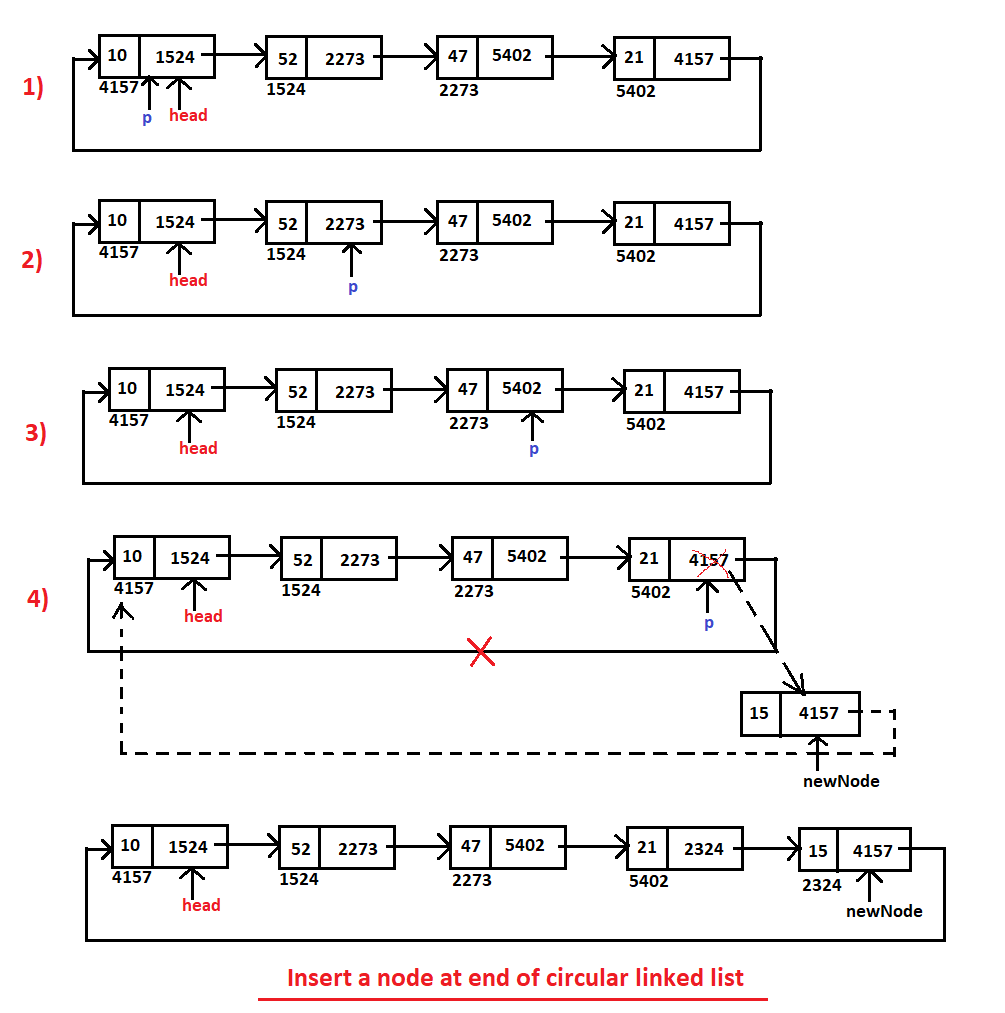 10 1524 52 2273 47 5402 21 4157
1)
4157 1524 2273 5402
p head
10 1524 52 2273 47 5402 21 4157
2)
4157 1524 2273 5402
head p
10 1524 52 2273 47 5402 21 4157
3)
4157 1524 2273 5402
head p
10 1524 52 2273 47 5402 21 4157
4)
4157 1524 2273 5402
head p
15 4157
newNode
10 1524 52 2273 47 5402 21 2324 15 4157
4157 1524 2273 5402 2324
head newNode
Insert a node at end of circular linked list